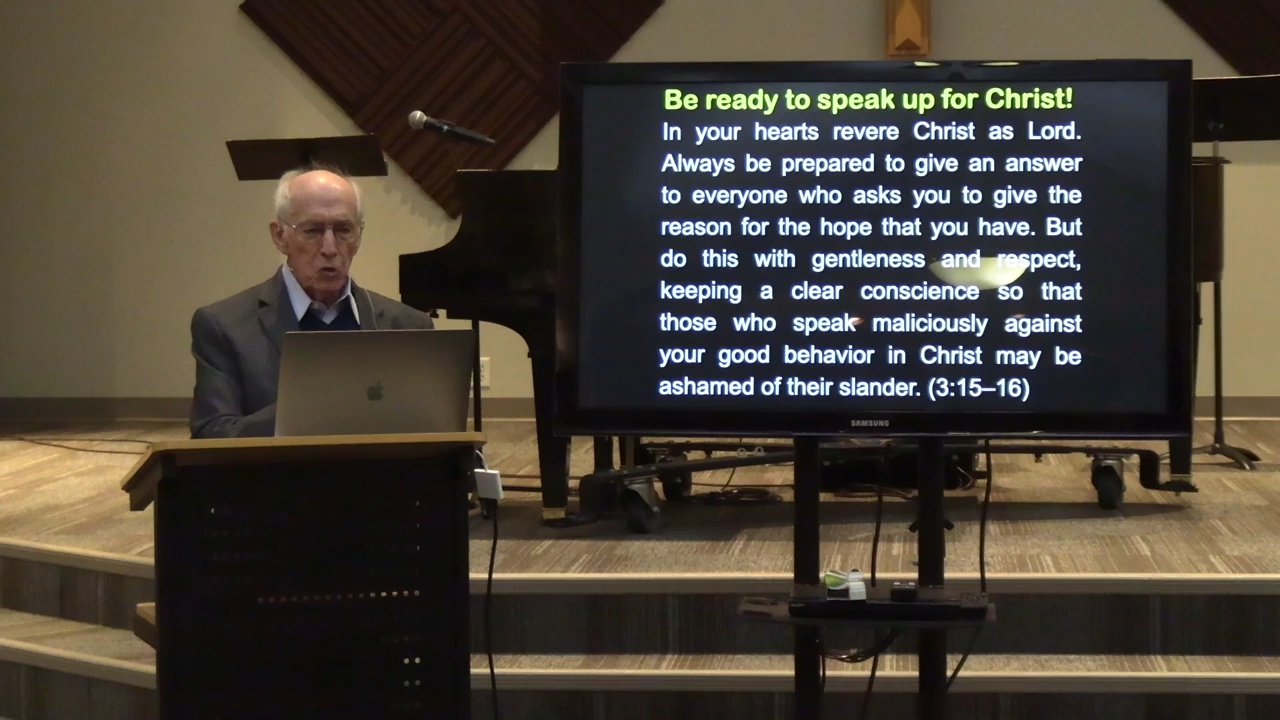 Be ready to speak up for Christ!
In your hearts revere Christ as Lord.
Always be prepared to give an answer
to everyone who asks you to give the
reason for the hope that you have. But
do this with gentleness and respect,
keeping a clear conscience so that
those who speak maliciously against
your good behavior in Christ may be
ashamed of their slander. (3:15–16)
SAMSUNG